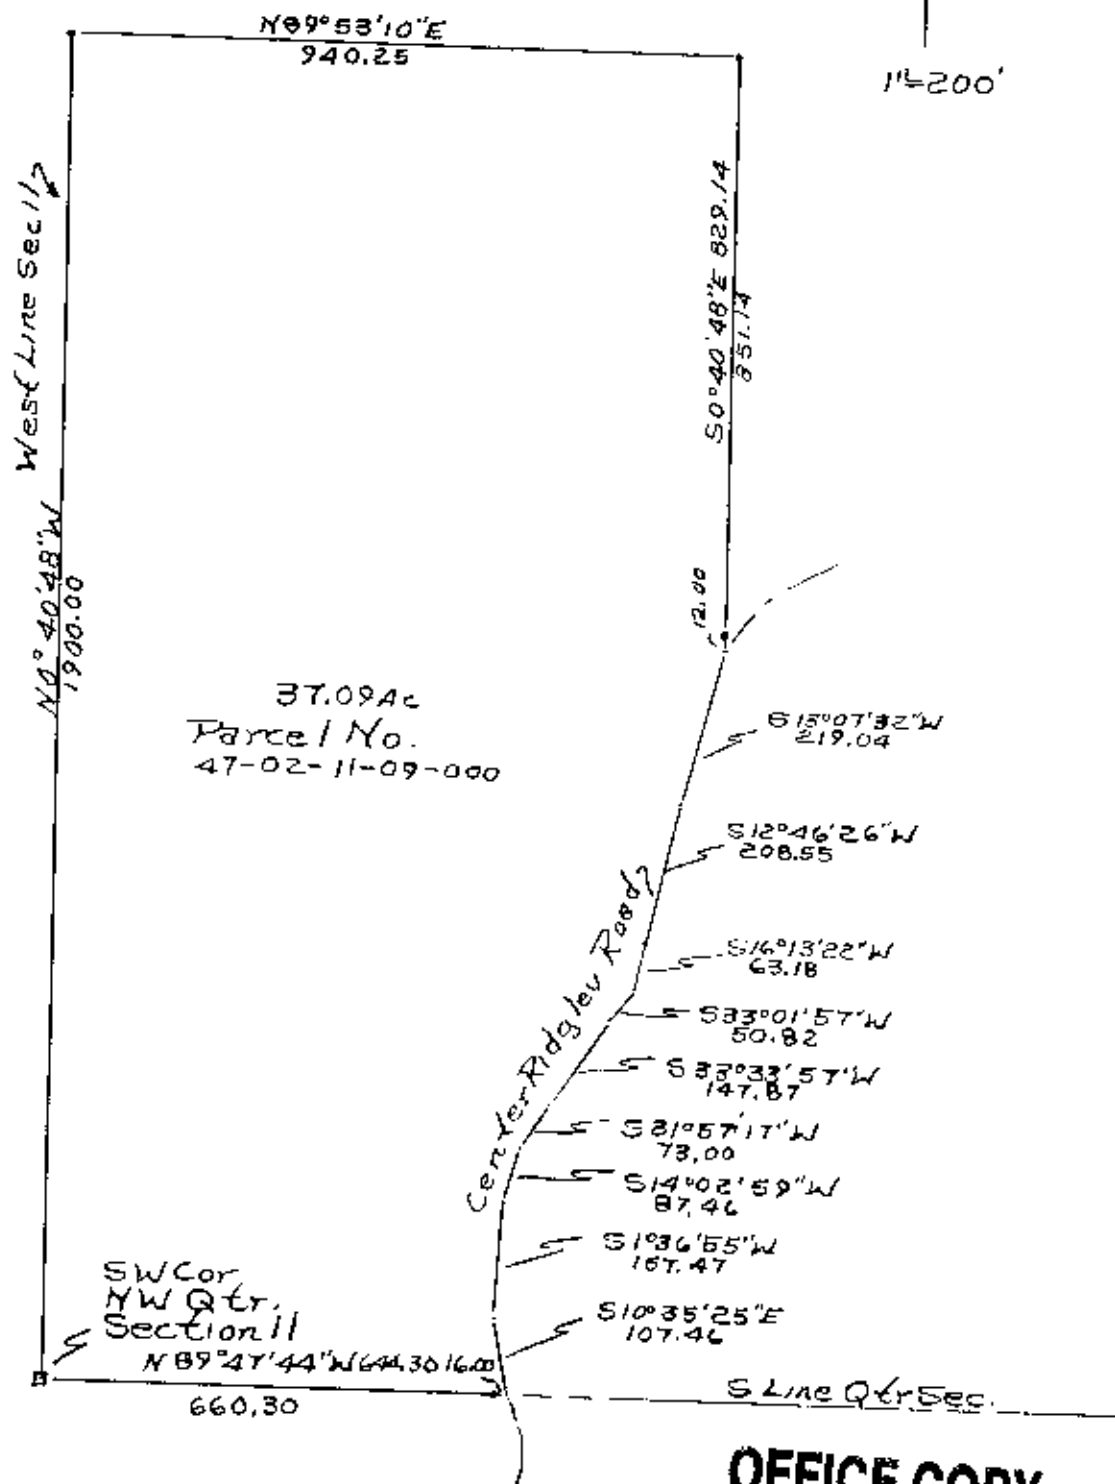 N89°53'10"E
940.25
1"=200'
West Line Sec 11
N0°40'48"W
1900.00
S0°40'48"E 829.14
851.14
12.00
37.09Ac
Parcel No.
47-02-11-09-000
S15°07'32"W
219.04
S12°46'26"W
208.55
S16°13'22"W
63.18
S33°01'57"W
50.82
S33°33'57"W
147.87
S31°57'17"W
73.00
S14°02'59"W
87.46
S1°36'55"W
157.47
S10°35'25"E
107.46
Center Ridgley Road
SW Cor
NW Qtr.
Section 11
N89°47'44"W 644.30 16.00
660.30
S Line Qtr Sec.
OFFICE COPY